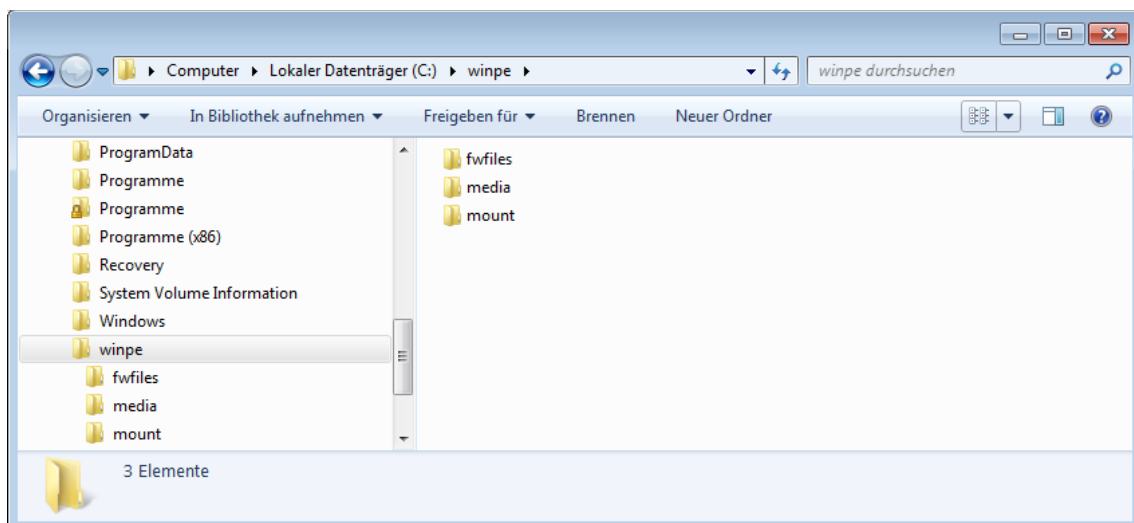 Computer Lokaler Datenträger (C:) winpe winpe durchsuchen
Organisieren In Bibliothek aufnehmen Freigeben für Brennen Neuer Ordner
ProgramData
Programme
Programme
Programme (x86)
Recovery
System Volume Information
Windows
winpe
fwfiles
media
mount
fwfiles
media
mount
3 Elemente